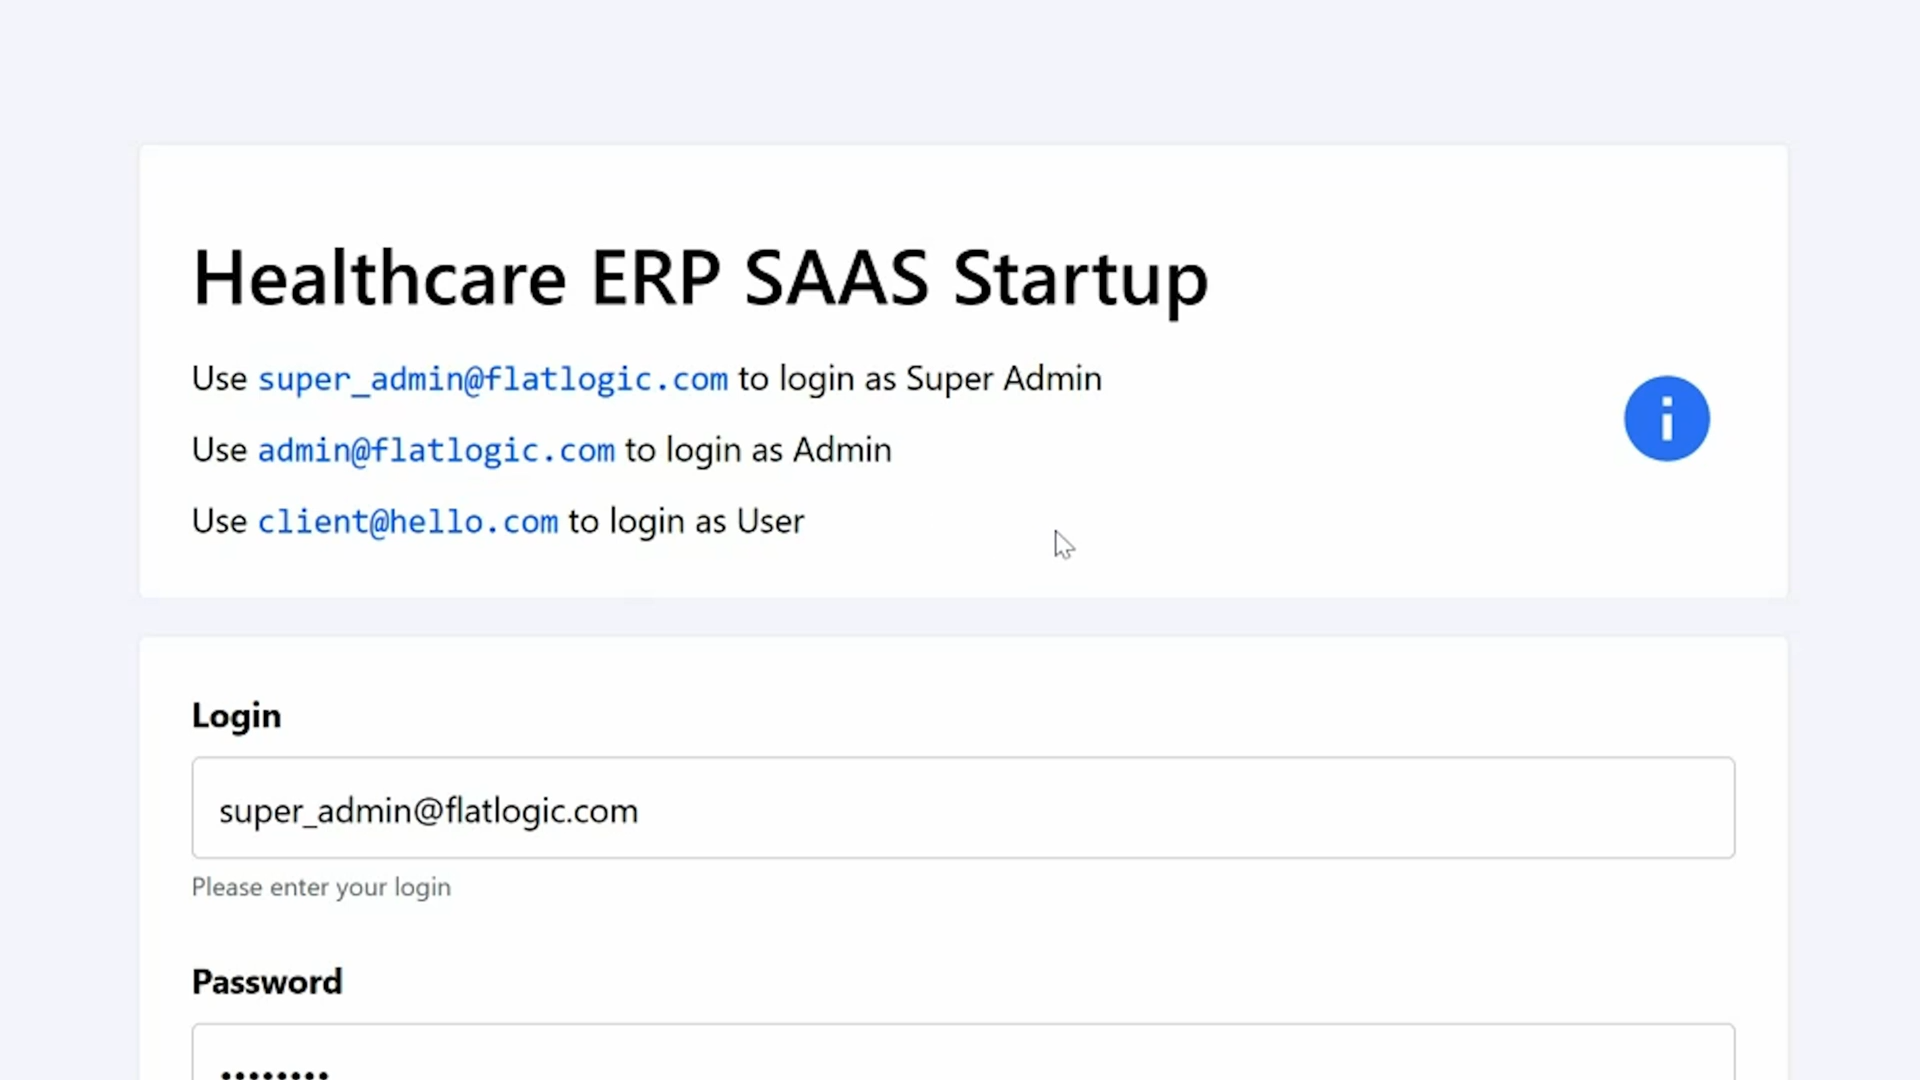 Healthcare ERP SAAS Startup
Use super_admin@flatlogic.com to login as Super Admin
Use admin@flatlogic.com to login as Admin
Use client@hello.com to login as User
Login
super_admin@flatlogic.com
Please enter your login
Password
••••••••